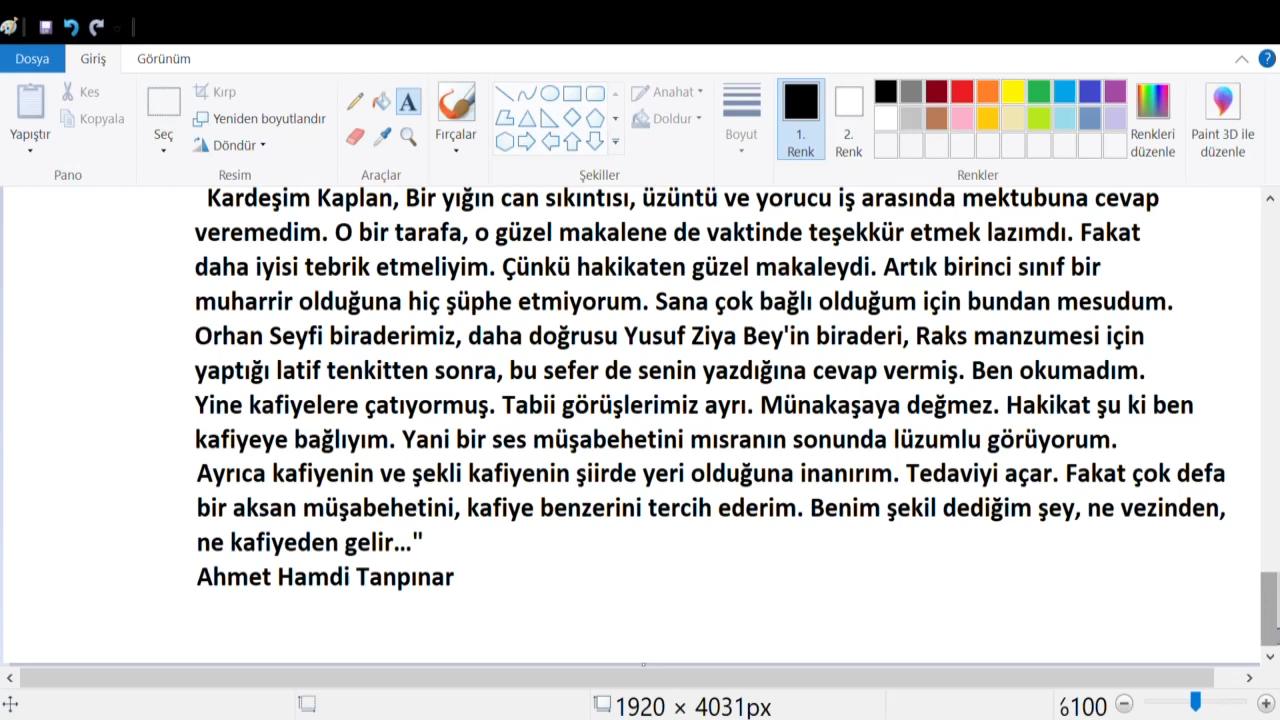 Dosya Giriş Görünüm
Yapıştır
Kes
Kopyala
Pano
Seç
Kırp
Yeniden boyutlandır
Döndür
Resim
A
Araçlar
Fırçalar
Şekiller
Anahat
Doldur
Boyut
1. Renk
2. Renk
Renkleri düzenle
Renkler
Paint 3D ile düzenle
Kardeşim Kaplan, Bir yığın can sıkıntısı, üzüntü ve yorucu iş arasında mektubuna cevap
veremedim. O bir tarafa, o güzel makalene de vaktinde teşekkür etmek lazımdı. Fakat
daha iyisi tebrik etmeliyim. Çünkü hakikaten güzel makaleydi. Artık birinci sınıf bir
muharrir olduğuna hiç şüphe etmiyorum. Sana çok bağlı olduğum için bundan mesudum.
Orhan Seyfi biraderimiz, daha doğrusu Yusuf Ziya Bey'in biraderi, Raks manzumesi için
yaptığı latif tenkitten sonra, bu sefer de senin yazdığına cevap vermiş. Ben okumadım.
Yine kafiyelere çatıyormuş. Tabii görüşlerimiz ayrı. Münakaşaya değmez. Hakikat şu ki ben
kafiyeye bağlıyım. Yani bir ses müşabehetini mısranın sonunda lüzumlu görüyorum.
Ayrıca kafiyenin ve şekli kafiyenin şiirde yeri olduğuna inanırım. Tedaviyi açar. Fakat çok defa
bir aksan müşabehetini, kafiye benzerini tercih ederim. Benim şekil dediğim şey, ne vezinden,
ne kafiyeden gelir..."
Ahmet Hamdi Tanpınar
1920 × 4031px
%100